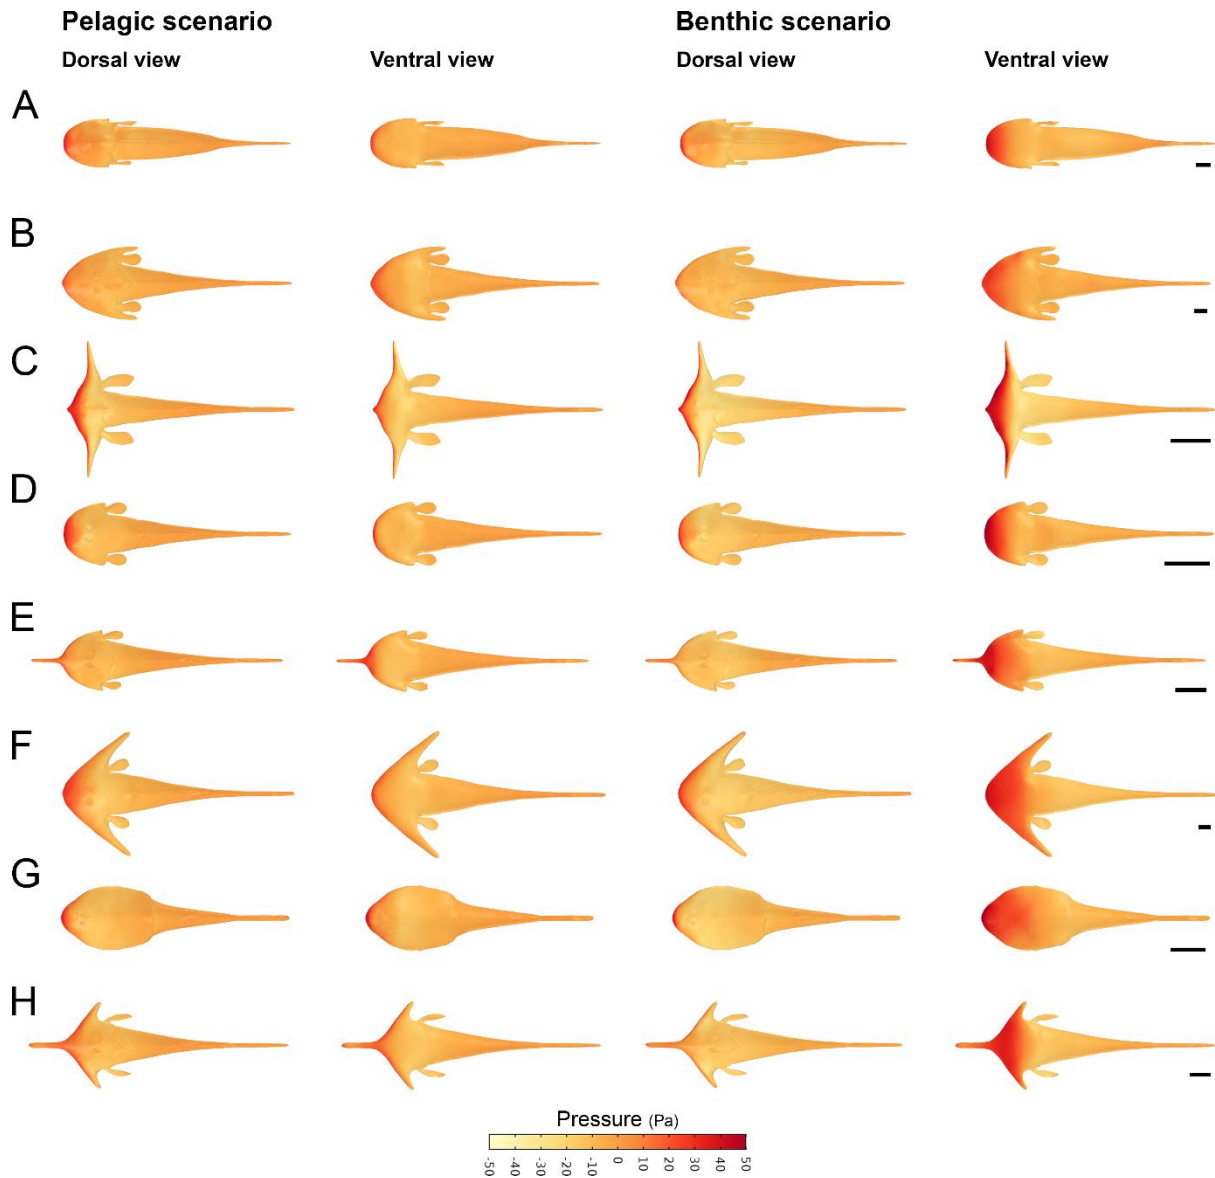 Pelagic scenario
Benthic scenario
Dorsal view
Ventral view
Dorsal view
Ventral view
A
B
C
D
E
F
G
H
Pressure (Pa)
-50 -40 -30 -20 -10 0 10 20 30 40 50